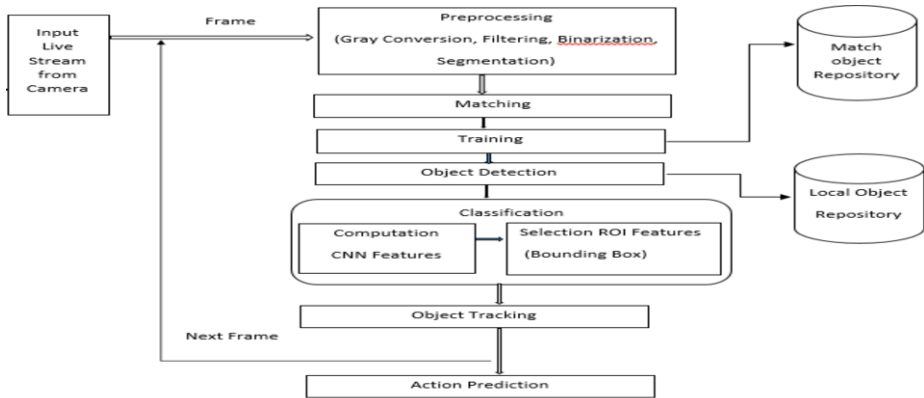 Input
Live
Stream
from
Camera
Frame
Preprocessing
(Gray Conversion, Filtering, Binarization,
Segmentation)
Match
object
Repository
Matching
Training
Object Detection
Local Object
Repository
Classification
Computation
CNN Features
Selection ROI Features
(Bounding Box)
Object Tracking
Next Frame
Action Prediction